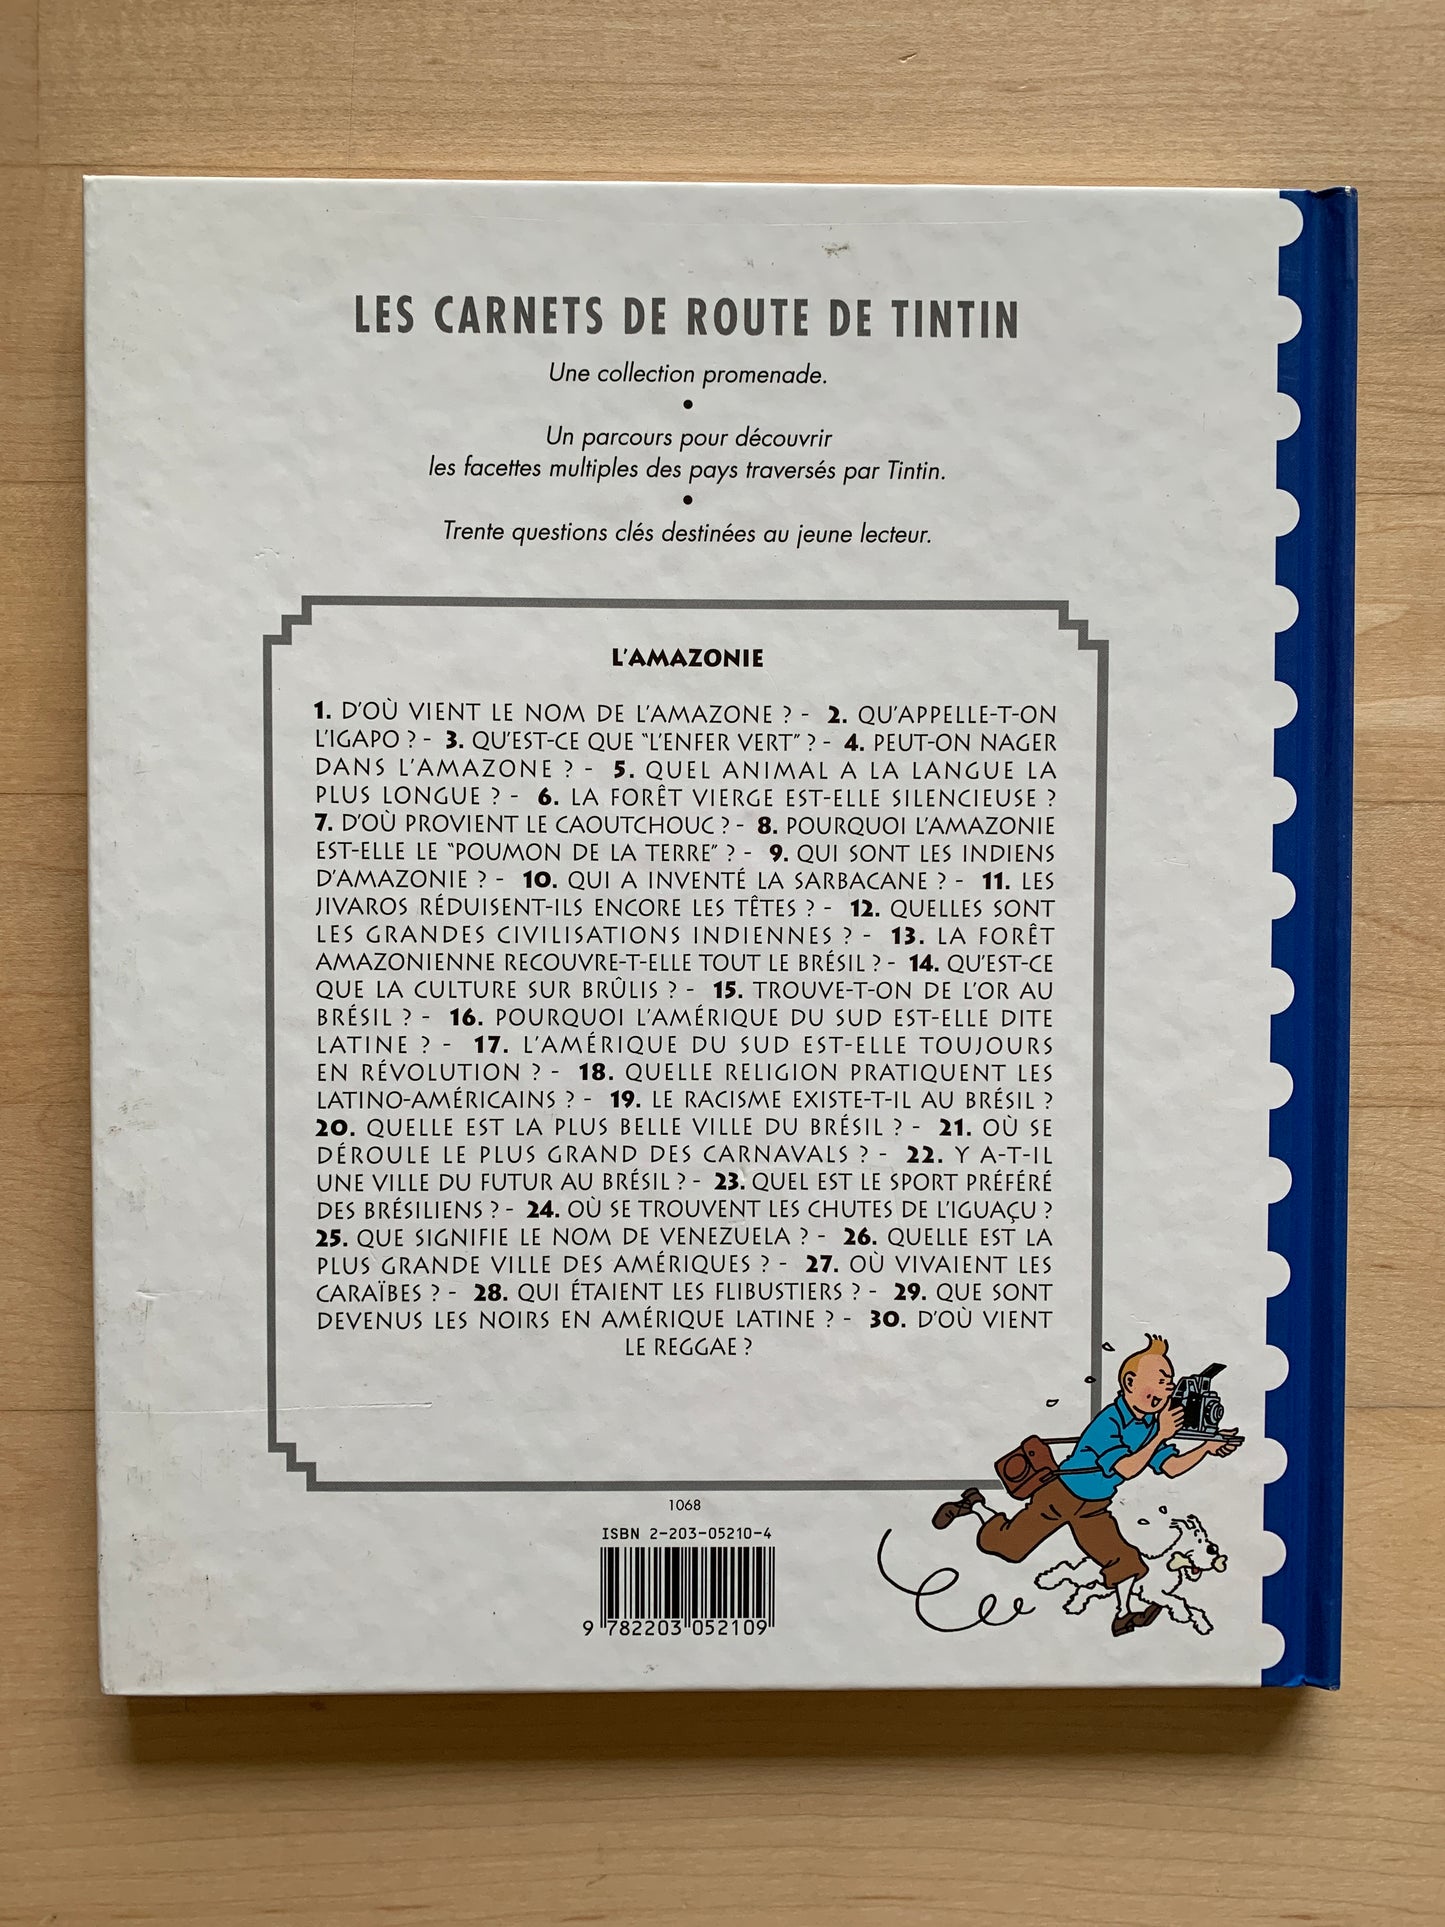 LES CARNETS DE ROUTE DE TINTIN
Une collection promenade.
•
Un parcours pour découvrir
les facettes multiples des pays traversés par Tintin.
•
Trente questions clés destinées au jeune lecteur.
L'AMAZONIE
1. D'OÙ VIENT LE NOM DE L'AMAZONE ? - 2. QU'APPELLE-T-ON
L'IGAPO ? - 3. QU'EST-CE QUE "L'ENFER VERT" ? - 4. PEUT-ON NAGER
DANS L'AMAZONE ? - 5. QUEL ANIMAL A LA LANGUE LA
PLUS LONGUE ? - 6. LA FORÊT VIERGE EST-ELLE SILENCIEUSE ?
7. D'OÙ PROVIENT LE CAOUTCHOUC ? - 8. POURQUOI L'AMAZONIE
EST-ELLE LE "POUMON DE LA TERRE" ? - 9. QUI SONT LES INDIENS
D'AMAZONIE ? - 10. QUI A INVENTÉ LA SARBACANE ? - 11. LES
JIVAROS RÉDUISENT-ILS ENCORE LES TÊTES ? - 12. QUELLES SONT
LES GRANDES CIVILISATIONS INDIENNES ? - 13. LA FORÊT
AMAZONIENNE RECOUVRE-T-ELLE TOUT LE BRÉSIL ? - 14. QU'EST-CE
QUE LA CULTURE SUR BRÛLIS ? - 15. TROUVE-T-ON DE L'OR AU
BRÉSIL ? - 16. POURQUOI L'AMÉRIQUE DU SUD EST-ELLE DITE
LATINE ? - 17. L'AMÉRIQUE DU SUD EST-ELLE TOUJOURS
EN RÉVOLUTION ? - 18. QUELLE RELIGION PRATIQUENT LES
LATINO-AMÉRICAINS ? - 19. LE RACISME EXISTE-T-IL AU BRÉSIL ?
20. QUELLE EST LA PLUS BELLE VILLE DU BRÉSIL ? - 21. OÙ SE
DÉROULE LE PLUS GRAND DES CARNAVALS ? - 22. Y A-T-IL
UNE VILLE DU FUTUR AU BRÉSIL ? - 23. QUEL EST LE SPORT PRÉFÉRÉ
DES BRÉSILIENS ? - 24. OÙ SE TROUVENT LES CHUTES DE L'IGUAÇU ?
25. QUE SIGNIFIE LE NOM DE VENEZUELA ? - 26. QUELLE EST LA
PLUS GRANDE VILLE DES AMÉRIQUES ? - 27. OÙ VIVAIENT LES
CARAÏBES ? - 28. QUI ÉTAIENT LES FLIBUSTIERS ? - 29. QUE SONT
DEVENUS LES NOIRS EN AMÉRIQUE LATINE ? - 30. D'OÙ VIENT
LE REGGAE ?
1068
ISBN 2-203-05210-4
9 782203 052109